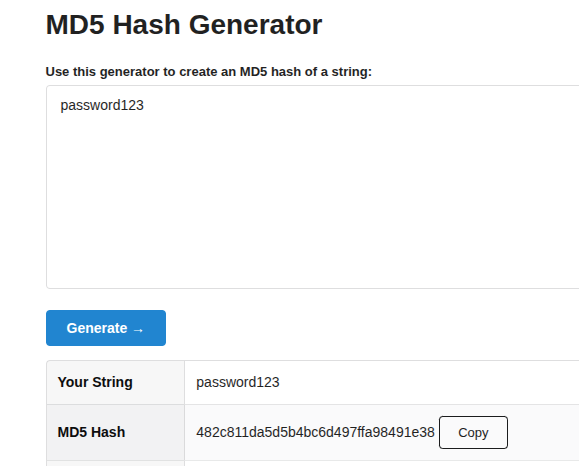 MD5 Hash Generator
Use this generator to create an MD5 hash of a string:
password123
Generate →
Your String password123
MD5 Hash 482c811da5d5b4bc6d497ffa98491e38 Copy